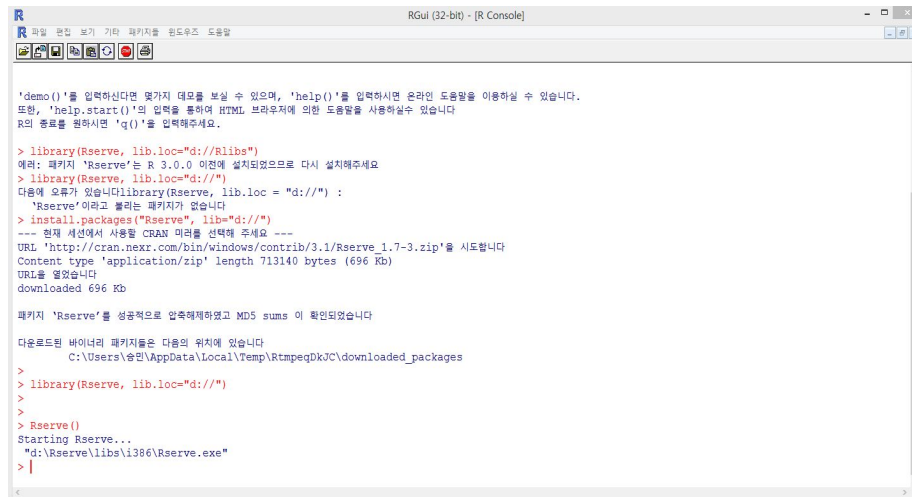 RGui (32-bit) - [R Console]
파일 편집 보기 기타 패키지들 윈도우즈 도움말
'demo()'를 입력하신다면 몇가지 데모를 보실 수 있으며, 'help()'를 입력하시면 온라인 도움말을 이용하실 수 있습니다.
또한, 'help.start()'의 입력을 통하여 HTML 브라우저에 의한 도움말을 사용하실수 있습니다
R의 종료를 원하시면 'q()'을 입력해주세요.
> library(Rserve, lib.loc="d://Rlibs")
에러: 패키지 ‘Rserve’는 R 3.0.0 이전에 설치되었으므로 다시 설치해주세요
> library(Rserve, lib.loc="d://")
다음에 오류가 있습니다library(Rserve, lib.loc = "d://") :
‘Rserve’이라고 불리는 패키지가 없습니다
> install.packages("Rserve", lib="d://")
--- 현재 세션에서 사용할 CRAN 미러를 선택해 주세요 ---
URL 'http://cran.nexr.com/bin/windows/contrib/3.1/Rserve_1.7-3.zip'을 시도합니다
Content type 'application/zip' length 713140 bytes (696 Kb)
URL을 열었습니다
downloaded 696 Kb
패키지 ‘Rserve’를 성공적으로 압축해제하였고 MD5 sums 이 확인되었습니다
다운로드된 바이너리 패키지들은 다음의 위치에 있습니다
C:\Users\승민\AppData\Local\Temp\RtmpeqDkJC\downloaded_packages
>
> library(Rserve, lib.loc="d://")
>
>
> Rserve()
Starting Rserve...
"d:\Rserve\libs\i386\Rserve.exe"
>